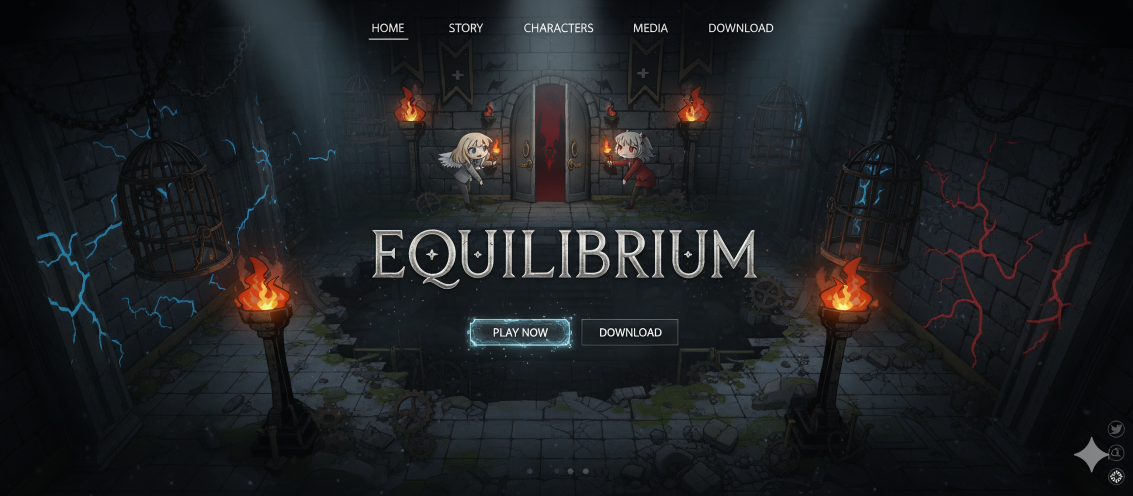 HOME STORY CHARACTERS MEDIA DOWNLOAD
EQUILIBRIUM
PLAY NOW DOWNLOAD